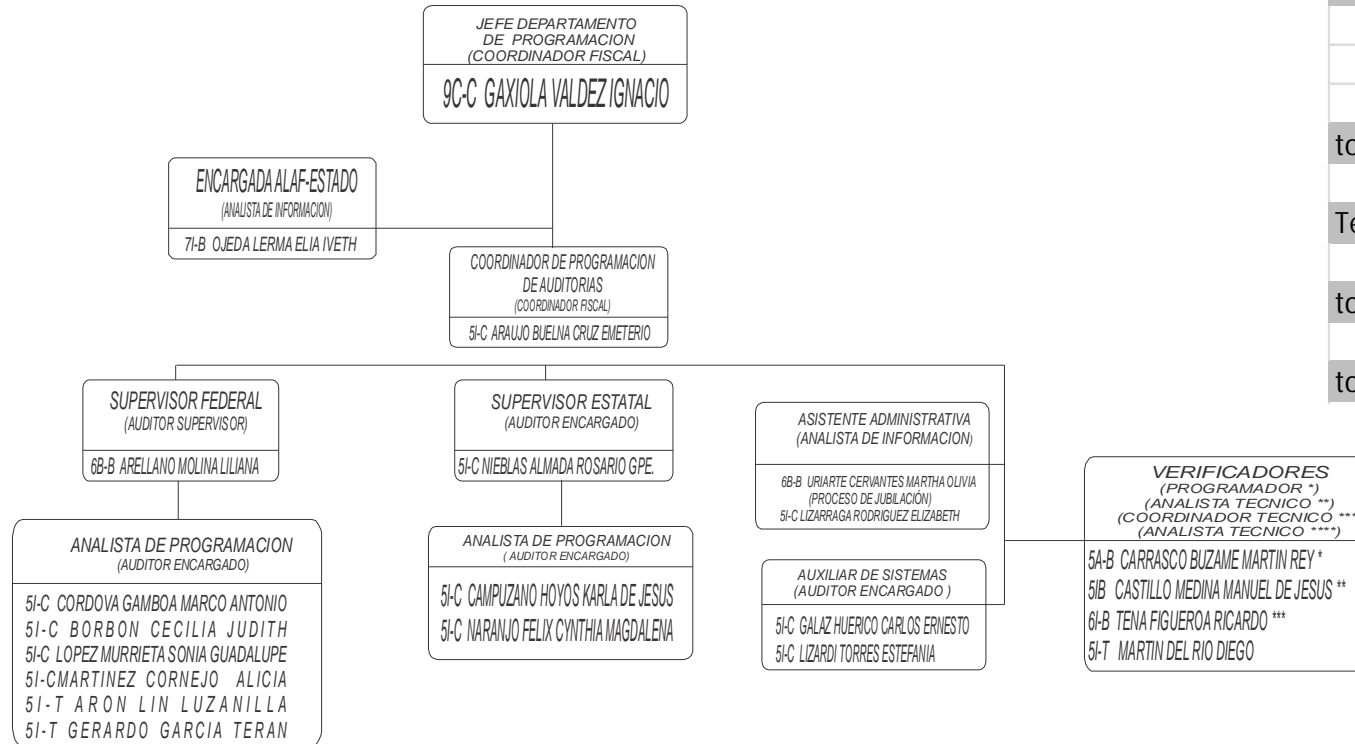 JEFE DEPARTAMENTO
DE PROGRAMACION
(COORDINADOR FISCAL)
9C-C GAXIOLA VALDEZ IGNACIO
ENCARGADA ALAF-ESTADO
(ANALISTA DE INFORMACION)
7I-B OJEDA LERMA ELIA IVETH
COORDINADOR DE PROGRAMACION
DE AUDITORIAS
(COORDINADOR FISCAL)
5I-C ARAUJO BUELNA CRUZ EMETERIO
SUPERVISOR FEDERAL
(AUDITOR SUPERVISOR)
6B-B ARELLANO MOLINA LILIANA
SUPERVISOR ESTATAL
(AUDITOR ENCARGADO)
5I-C NIEBLAS ALMADA ROSARIO GPE.
ASISTENTE ADMINISTRATIVA
(ANALISTA DE INFORMACION)
6B-B URIARTE CERVANTES MARTHA OLIVIA
(PROCESO DE JUBILACIÓN)
5I-C LIZARRAGA RODRIGUEZ ELIZABETH
VERIFICADORES
(PROGRAMADOR *)
(ANALISTA TECNICO **)
(COORDINADOR TECNICO ***
(ANALISTA TECNICO ****)
5A-B CARRASCO BUZAME MARTIN REY *
5IB CASTILLO MEDINA MANUEL DE JESUS **
6I-B TENA FIGUEROA RICARDO ***
5I-T MARTIN DEL RIO DIEGO
ANALISTA DE PROGRAMACION
(AUDITOR ENCARGADO)
5I-C CORDOVA GAMBOA MARCO ANTONIO
5I-C BORBON CECILIA JUDITH
5I-C LOPEZ MURRIETA SONIA GUADALUPE
5I-CMARTINEZ CORNEJO ALICIA
5I-T ARON LIN LUZANILLA
5I-T GERARDO GARCIA TERAN
ANALISTA DE PROGRAMACION
( AUDITOR ENCARGADO)
5I-C CAMPUZANO HOYOS KARLA DE JESUS
5I-C NARANJO FELIX CYNTHIA MAGDALENA
AUXILIAR DE SISTEMAS
(AUDITOR ENCARGADO )
5I-C GALAZ HUERICO CARLOS ERNESTO
5I-C LIZARDI TORRES ESTEFANIA